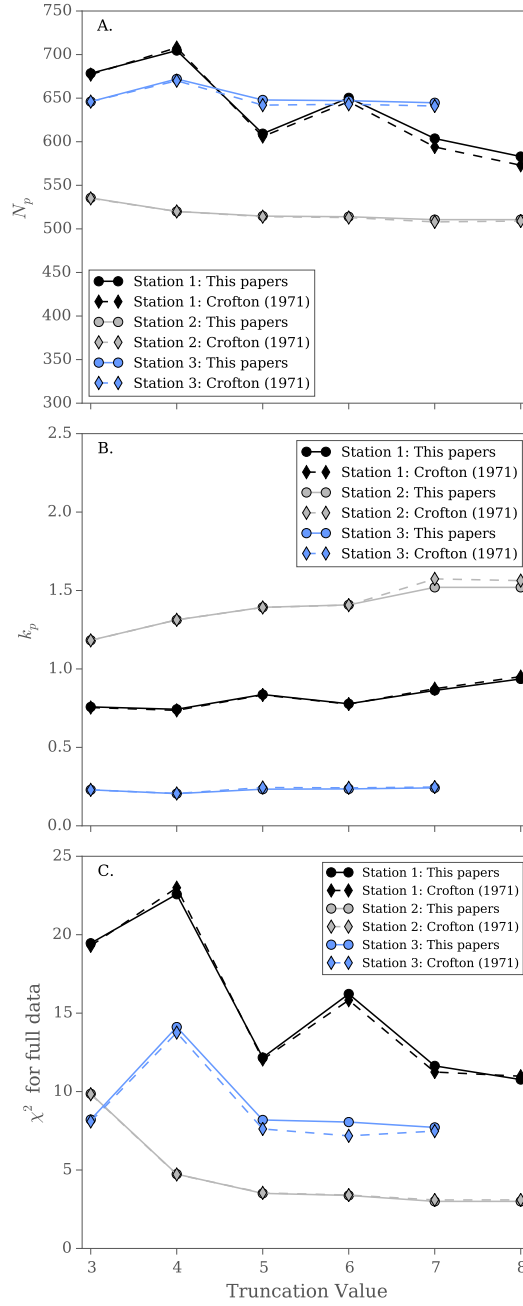 A.
750
700
650
600
550
500
450
400
350
300
N_p
Station 1: This papers
Station 1: Crofton (1971)
Station 2: This papers
Station 2: Crofton (1971)
Station 3: This papers
Station 3: Crofton (1971)
B.
2.5
2.0
1.5
1.0
0.5
0.0
k_p
Station 1: This papers
Station 1: Crofton (1971)
Station 2: This papers
Station 2: Crofton (1971)
Station 3: This papers
Station 3: Crofton (1971)
C.
25
20
15
10
5
0
χ² for full data
Station 1: This papers
Station 1: Crofton (1971)
Station 2: This papers
Station 2: Crofton (1971)
Station 3: This papers
Station 3: Crofton (1971)
3 4 5 6 7 8
Truncation Value